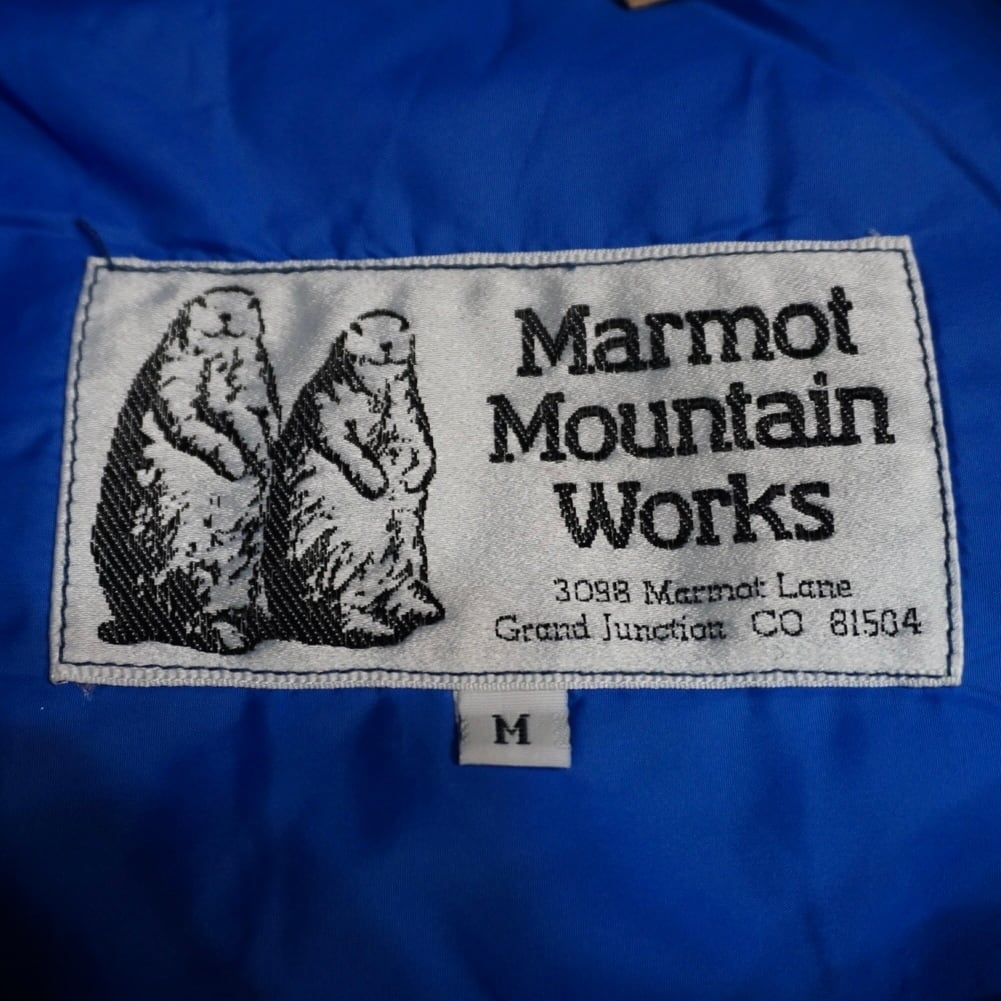 Marmot
Mountain
Works
3098 Marmot Lane
Grand Junction CO 81504
M